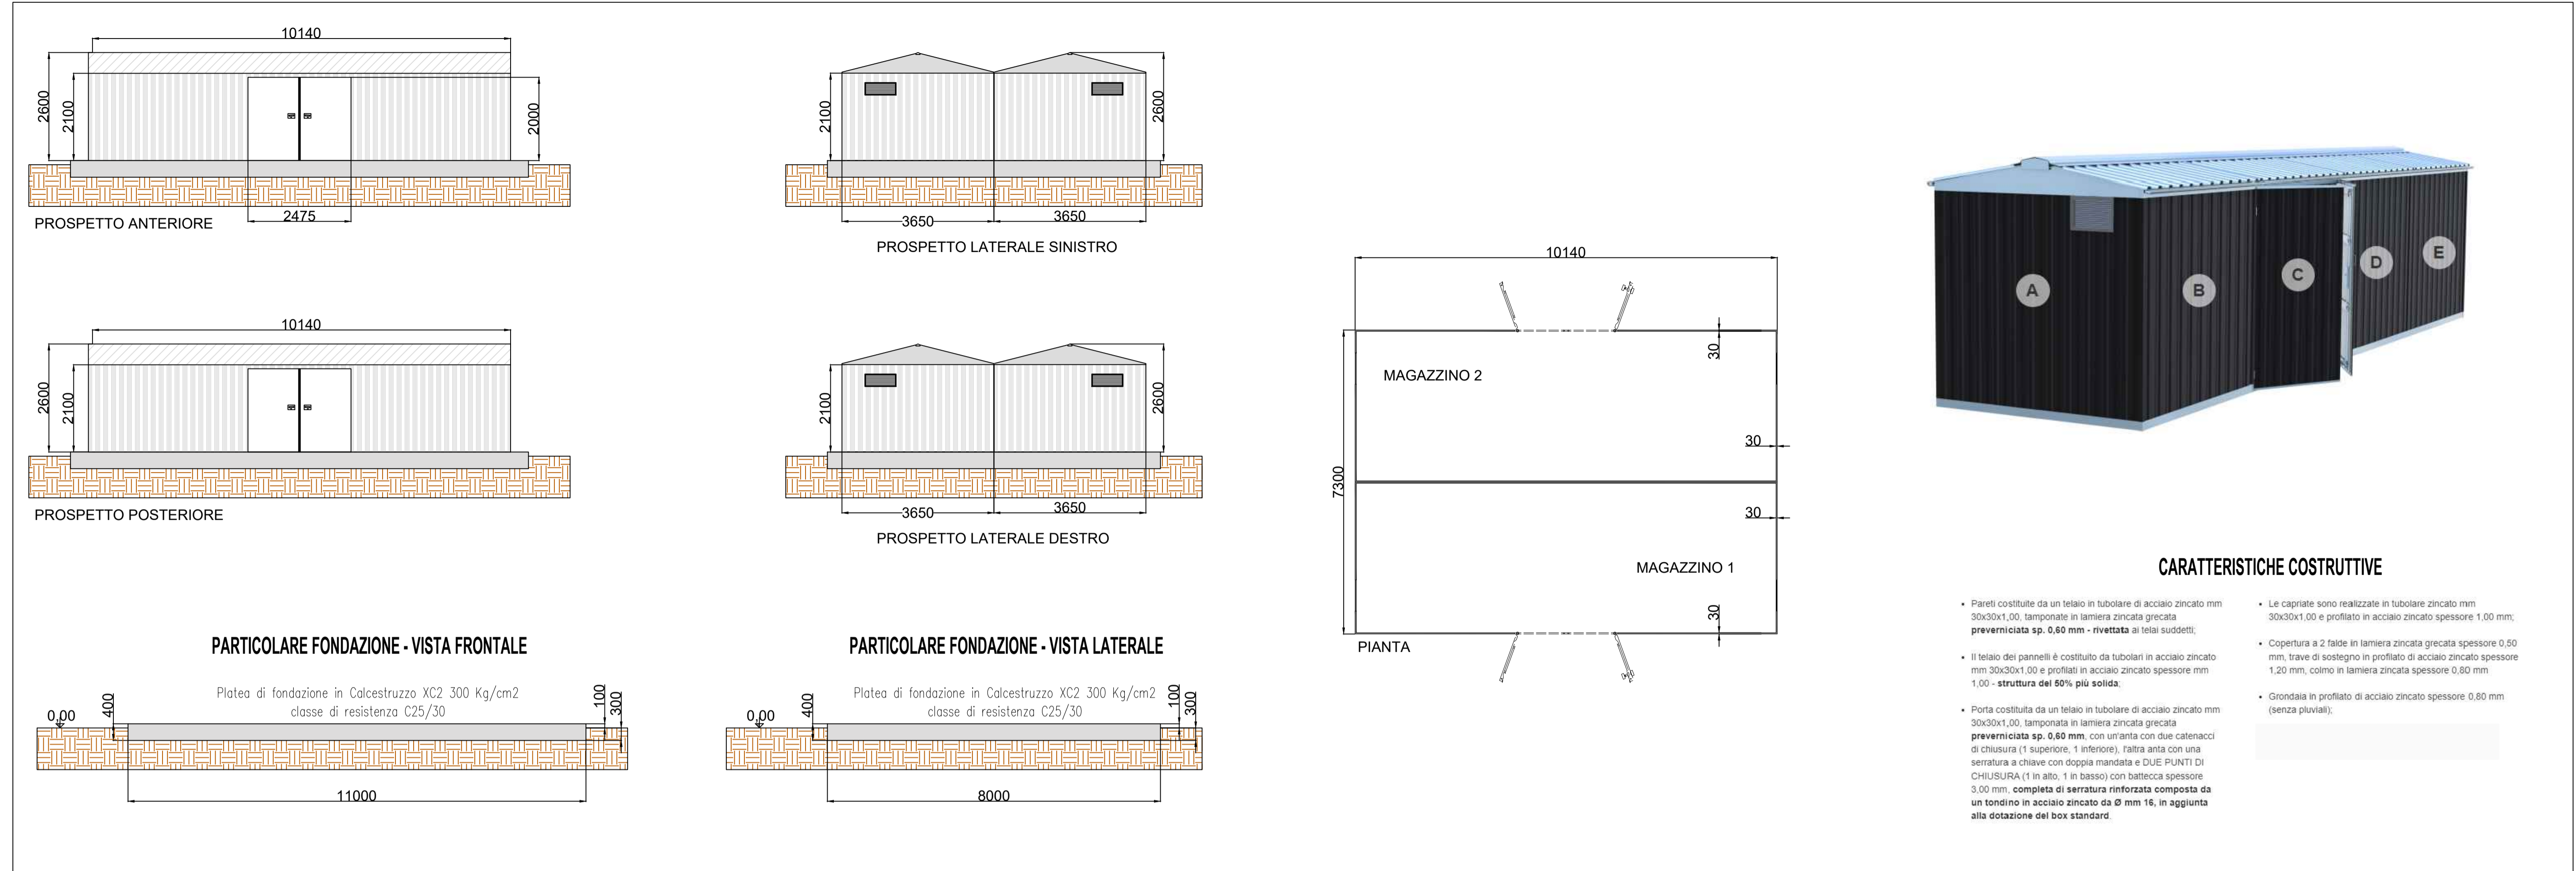 10140
2600
2100
2000
2475
PROSPETTO ANTERIORE
2100
2600
3650
3650
PROSPETTO LATERALE SINISTRO
10140
2600
2100
PROSPETTO POSTERIORE
2100
2600
3650
3650
PROSPETTO LATERALE DESTRO
10140
7300
30
MAGAZZINO 2
30
30
MAGAZZINO 1
30
PIANTA
A
B
C
D
E
PARTICOLARE FONDAZIONE - VISTA FRONTALE
Platea di fondazione in Calcestruzzo XC2 300 Kg/cm2
classe di resistenza C25/30
0,00
400
100
300
11000
PARTICOLARE FONDAZIONE - VISTA LATERALE
Platea di fondazione in Calcestruzzo XC2 300 Kg/cm2
classe di resistenza C25/30
0,00
400
100
300
8000
CARATTERISTICHE COSTRUTTIVE
• Pareti costituite da un telaio in tubolare di acciaio zincato mm
30x30x1,00, tamponate in lamiera zincata grecata
preverniciata sp. 0,60 mm - rivettata ai telai suddetti;
• Il telaio dei pannelli è costituito da tubolari in acciaio zincato
mm 30x30x1,00 e profilati in acciaio zincato spessore mm
1,00 - struttura del 50% più solida;
• Porta costituita da un telaio in tubolare di acciaio zincato mm
30x30x1,00, tamponata in lamiera zincata grecata
preverniciata sp. 0,60 mm, con un'anta con due catenacci
di chiusura (1 superiore, 1 inferiore), l'altra anta con una
serratura a chiave con doppia mandata e DUE PUNTI DI
CHIUSURA (1 in alto, 1 in basso) con battecca spessore
3,00 mm, completa di serratura rinforzata composta da
un tondino in acciaio zincato da Ø mm 16, in aggiunta
alla dotazione del box standard.
• Le capriate sono realizzate in tubolare zincato mm
30x30x1,00 e profilato in acciaio zincato spessore 1,00 mm;
• Copertura a 2 falde in lamiera zincata grecata spessore 0,50
mm, trave di sostegno in profilato di acciaio zincato spessore
1,20 mm, colmo in lamiera zincata spessore 0,80 mm
• Grondaia in profilato di acciaio zincato spessore 0,80 mm
(senza pluviali);